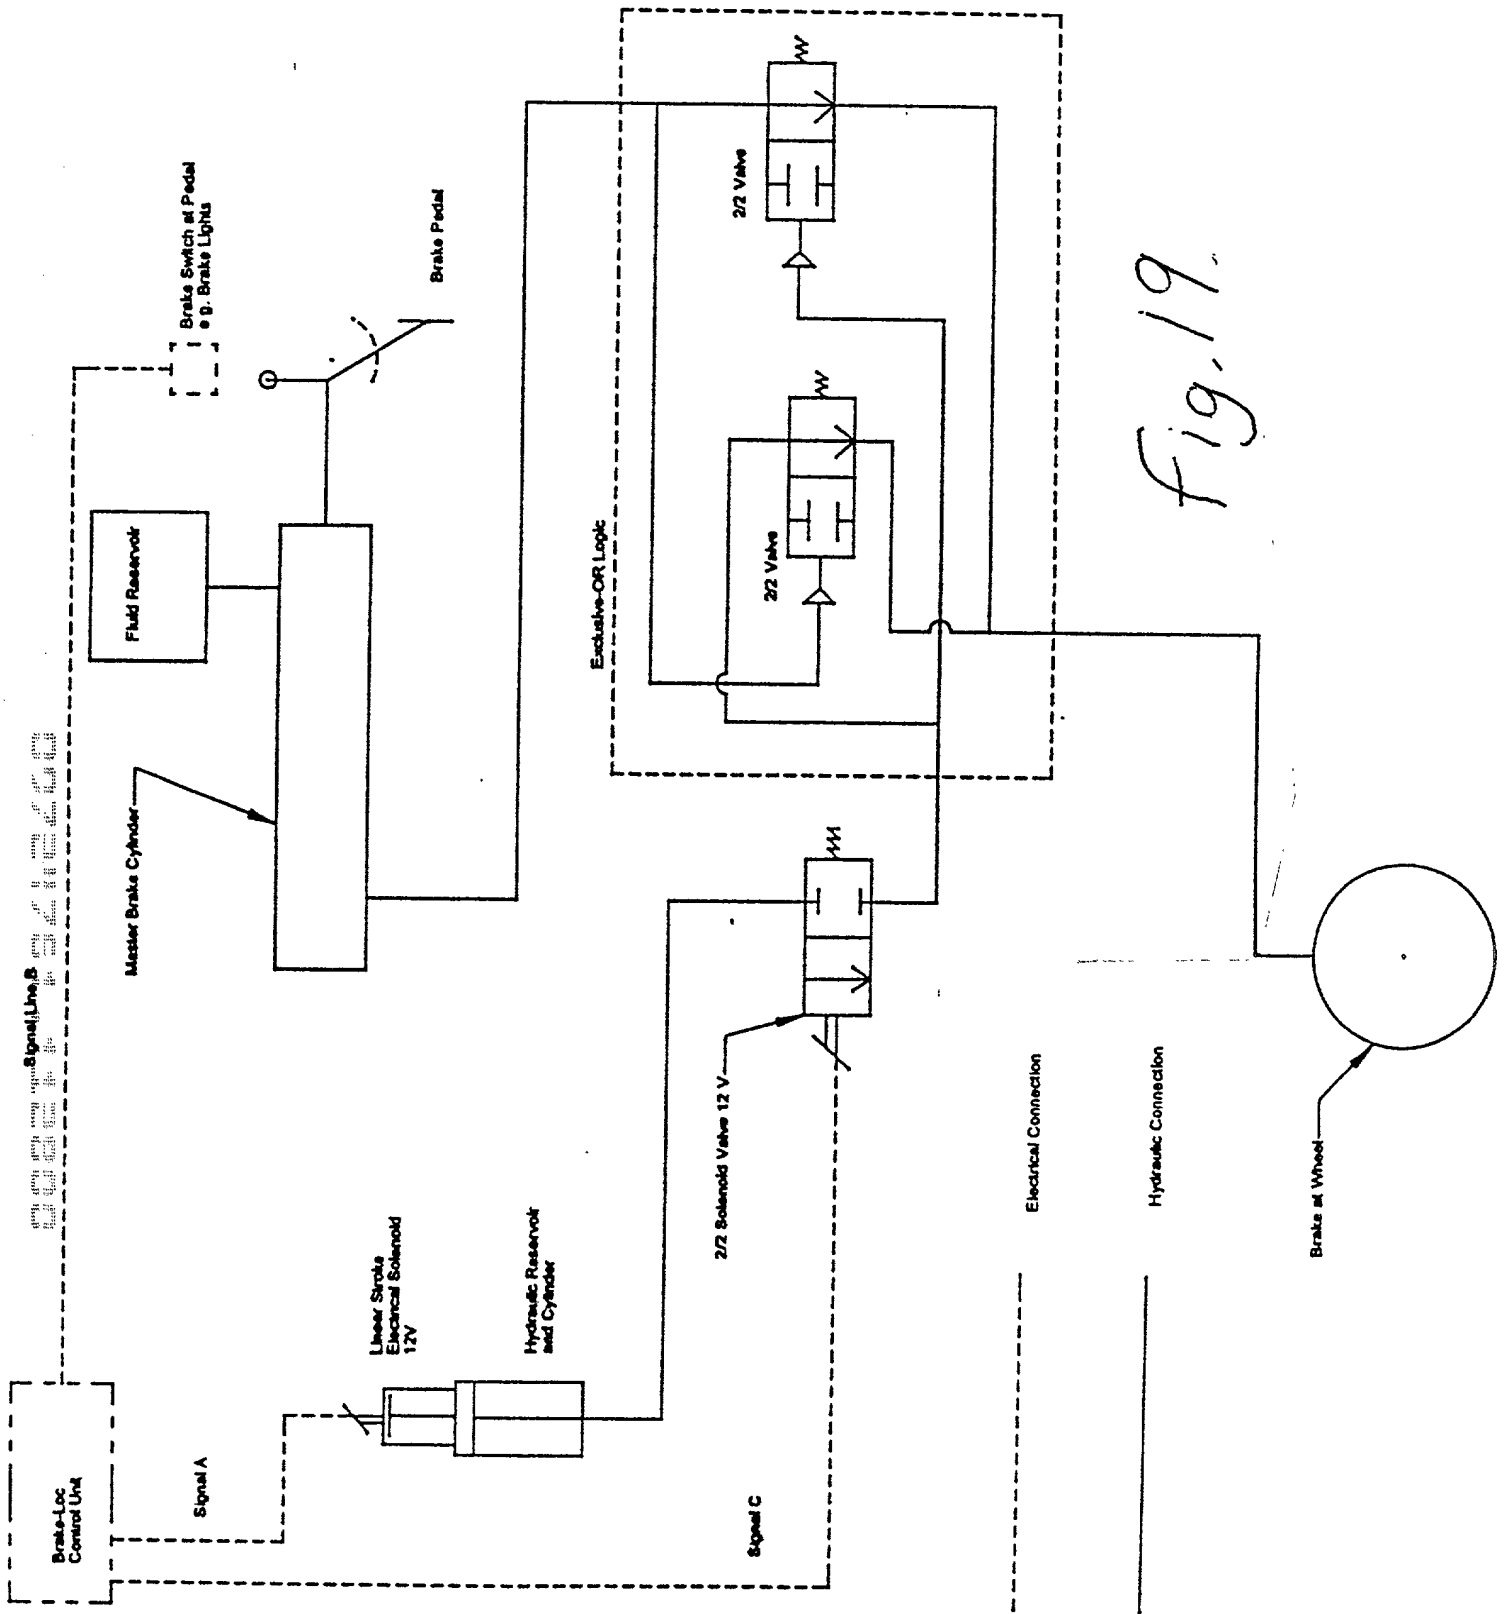 Brake-Loc
Control Unit
Signal A
Signal Line B
Linear Stroke
Electrical Solenoid
12V
Hydraulic Reservoir
and Cylinder
Signal C
Master Brake Cylinder
Fluid Reservoir
Brake Switch at Pedal
e g. Brake Lights
Brake Pedal
2/2 Solenoid Valve 12 V
Exclusive-OR Logic
2/2 Valve
2/2 Valve
Electrical Connection
Hydraulic Connection
Brake at Wheel
Fig. 19.